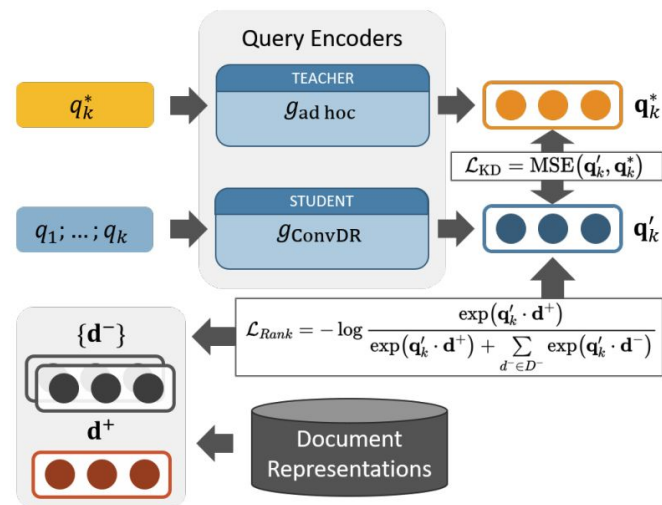 Query Encoders
TEACHER
q*_k
g_ad hoc
𝐪*_k
ℒ_KD = MSE(𝐪′_k, 𝐪*_k)
STUDENT
q_1; ...; q_k
g_ConvDR
𝐪′_k
{𝐝⁻}
ℒ_Rank = − log exp(𝐪′_k · 𝐝⁺) / (exp(𝐪′_k · 𝐝⁺) + ∑_{d⁻∈D⁻} exp(𝐪′_k · 𝐝⁻))
𝐝⁺
Document
Representations